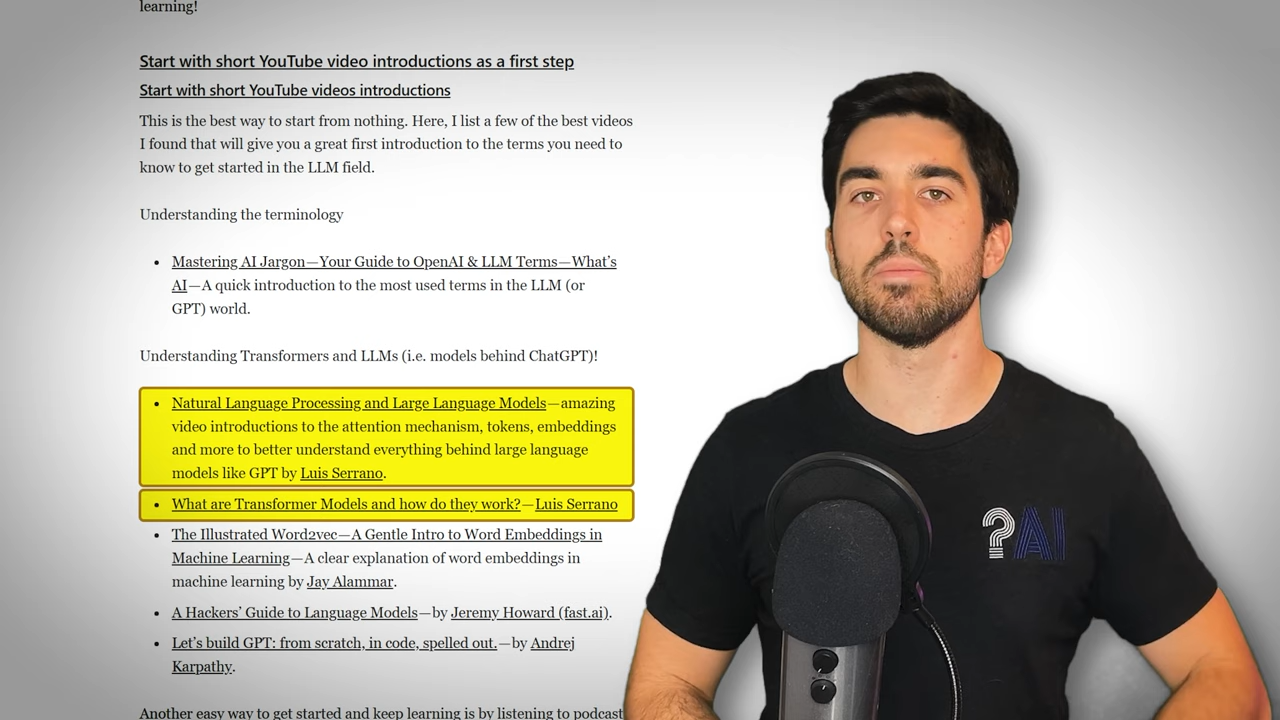 learning!
Start with short YouTube video introductions as a first step
Start with short YouTube videos introductions
This is the best way to start from nothing. Here, I list a few of the best videos
I found that will give you a great first introduction to the terms you need to
know to get started in the LLM field.
Understanding the terminology
• Mastering AI Jargon—Your Guide to OpenAI & LLM Terms—What's
AI—A quick introduction to the most used terms in the LLM (or
GPT) world.
Understanding Transformers and LLMs (i.e. models behind ChatGPT)!
• Natural Language Processing and Large Language Models—amazing
video introductions to the attention mechanism, tokens, embeddings
and more to better understand everything behind large language
models like GPT by Luis Serrano.
• What are Transformer Models and how do they work?—Luis Serrano
• The Illustrated Word2vec—A Gentle Intro to Word Embeddings in
Machine Learning—A clear explanation of word embeddings in
machine learning by Jay Alammar.
• A Hackers' Guide to Language Models—by Jeremy Howard (fast.ai).
• Let's build GPT: from scratch, in code, spelled out.—by Andrej
Karpathy.
Another easy way to get started and keep learning is by listening to podcast
?AI